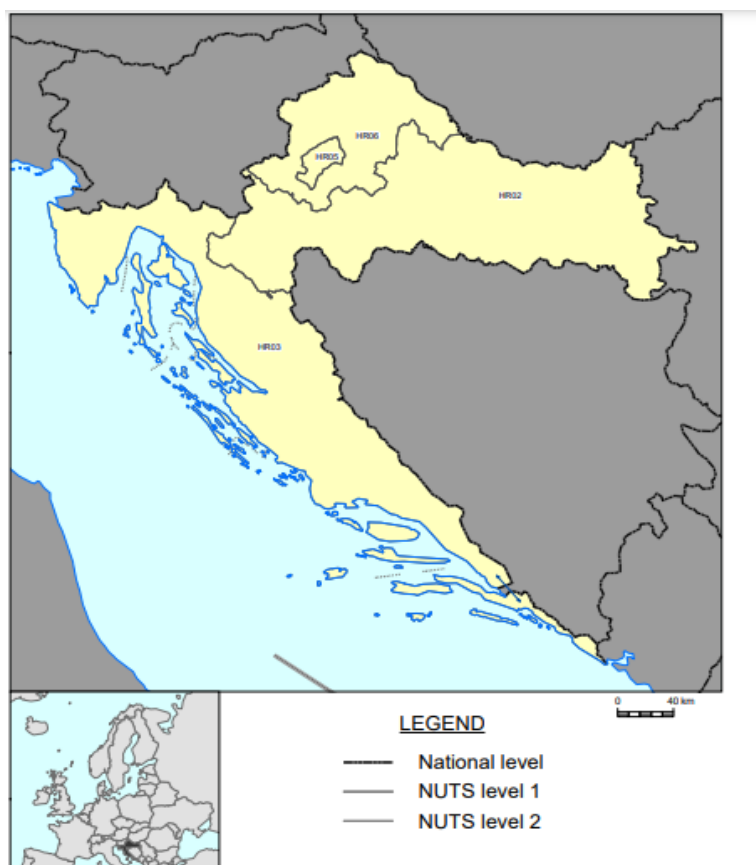 HR06
HR05
HR02
HR03
0 40 km
LEGEND
National level
NUTS level 1
NUTS level 2